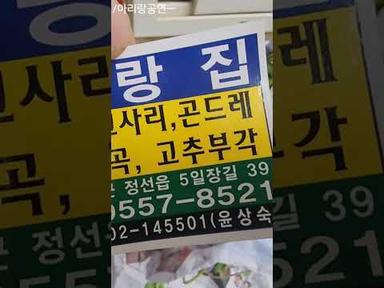 /아리랑공연…
랑 집
사리,곤드레
곡, 고추부각
정선읍 5일장길 39
0557-8521
02-145501(윤상숙